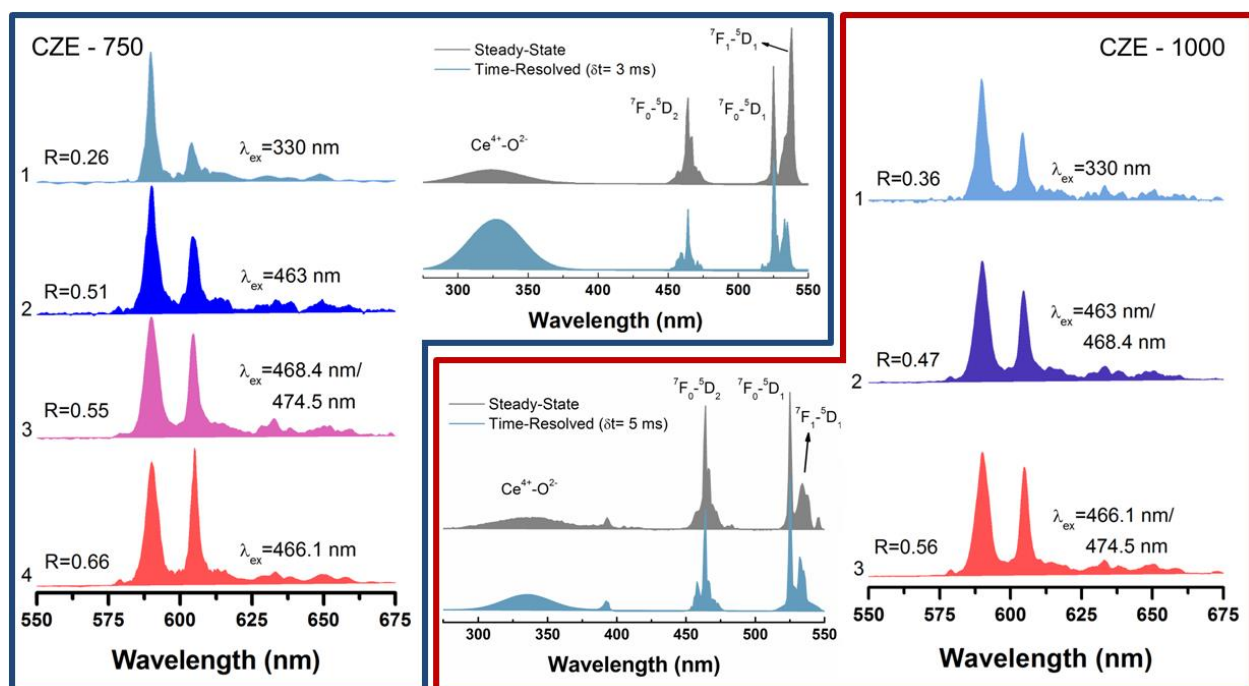 CZE - 750
R=0.26
λex=330 nm
1
R=0.51
λex=463 nm
2
R=0.55
λex=468.4 nm/
474.5 nm
3
R=0.66
λex=466.1 nm
4
550 575 600 625 650 675
Wavelength (nm)
Steady-State
Time-Resolved (δt= 3 ms)
⁷F₁-⁵D₁
⁷F₀-⁵D₂
⁷F₀-⁵D₁
Ce⁴⁺-O²⁻
300 350 400 450 500 550
Wavelength (nm)
Steady-State
Time-Resolved (δt= 5 ms)
⁷F₀-⁵D₂
⁷F₀-⁵D₁
⁷F₁-⁵D₁
Ce⁴⁺-O²⁻
300 350 400 450 500 550
Wavelength (nm)
CZE - 1000
R=0.36
λex=330 nm
1
R=0.47
λex=463 nm/
468.4 nm
2
R=0.56
λex=466.1 nm/
474.5 nm
3
550 575 600 625 650 675
Wavelength (nm)